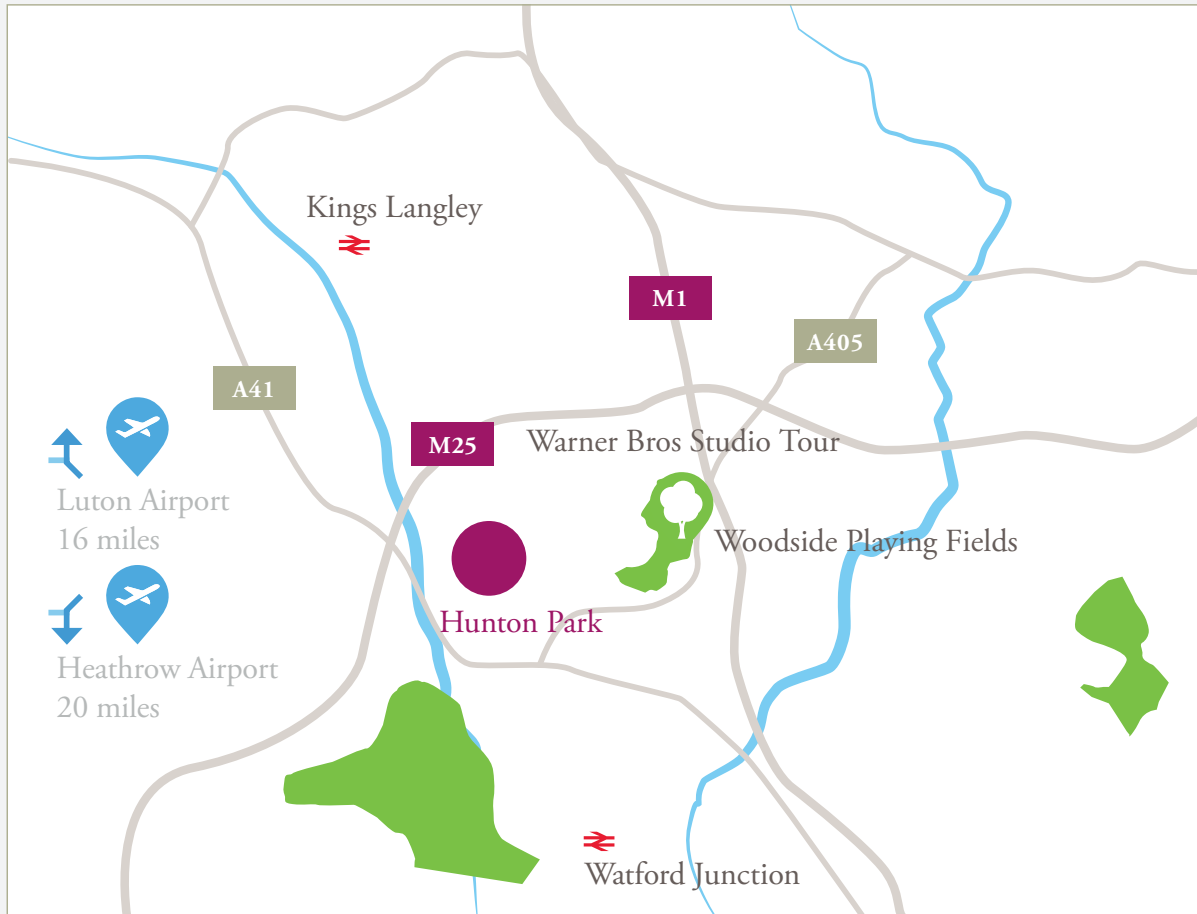 Kings Langley
M1
A405
A41
M25
Warner Bros Studio Tour
Luton Airport
16 miles
Woodside Playing Fields
Hunton Park
Heathrow Airport
20 miles
Watford Junction